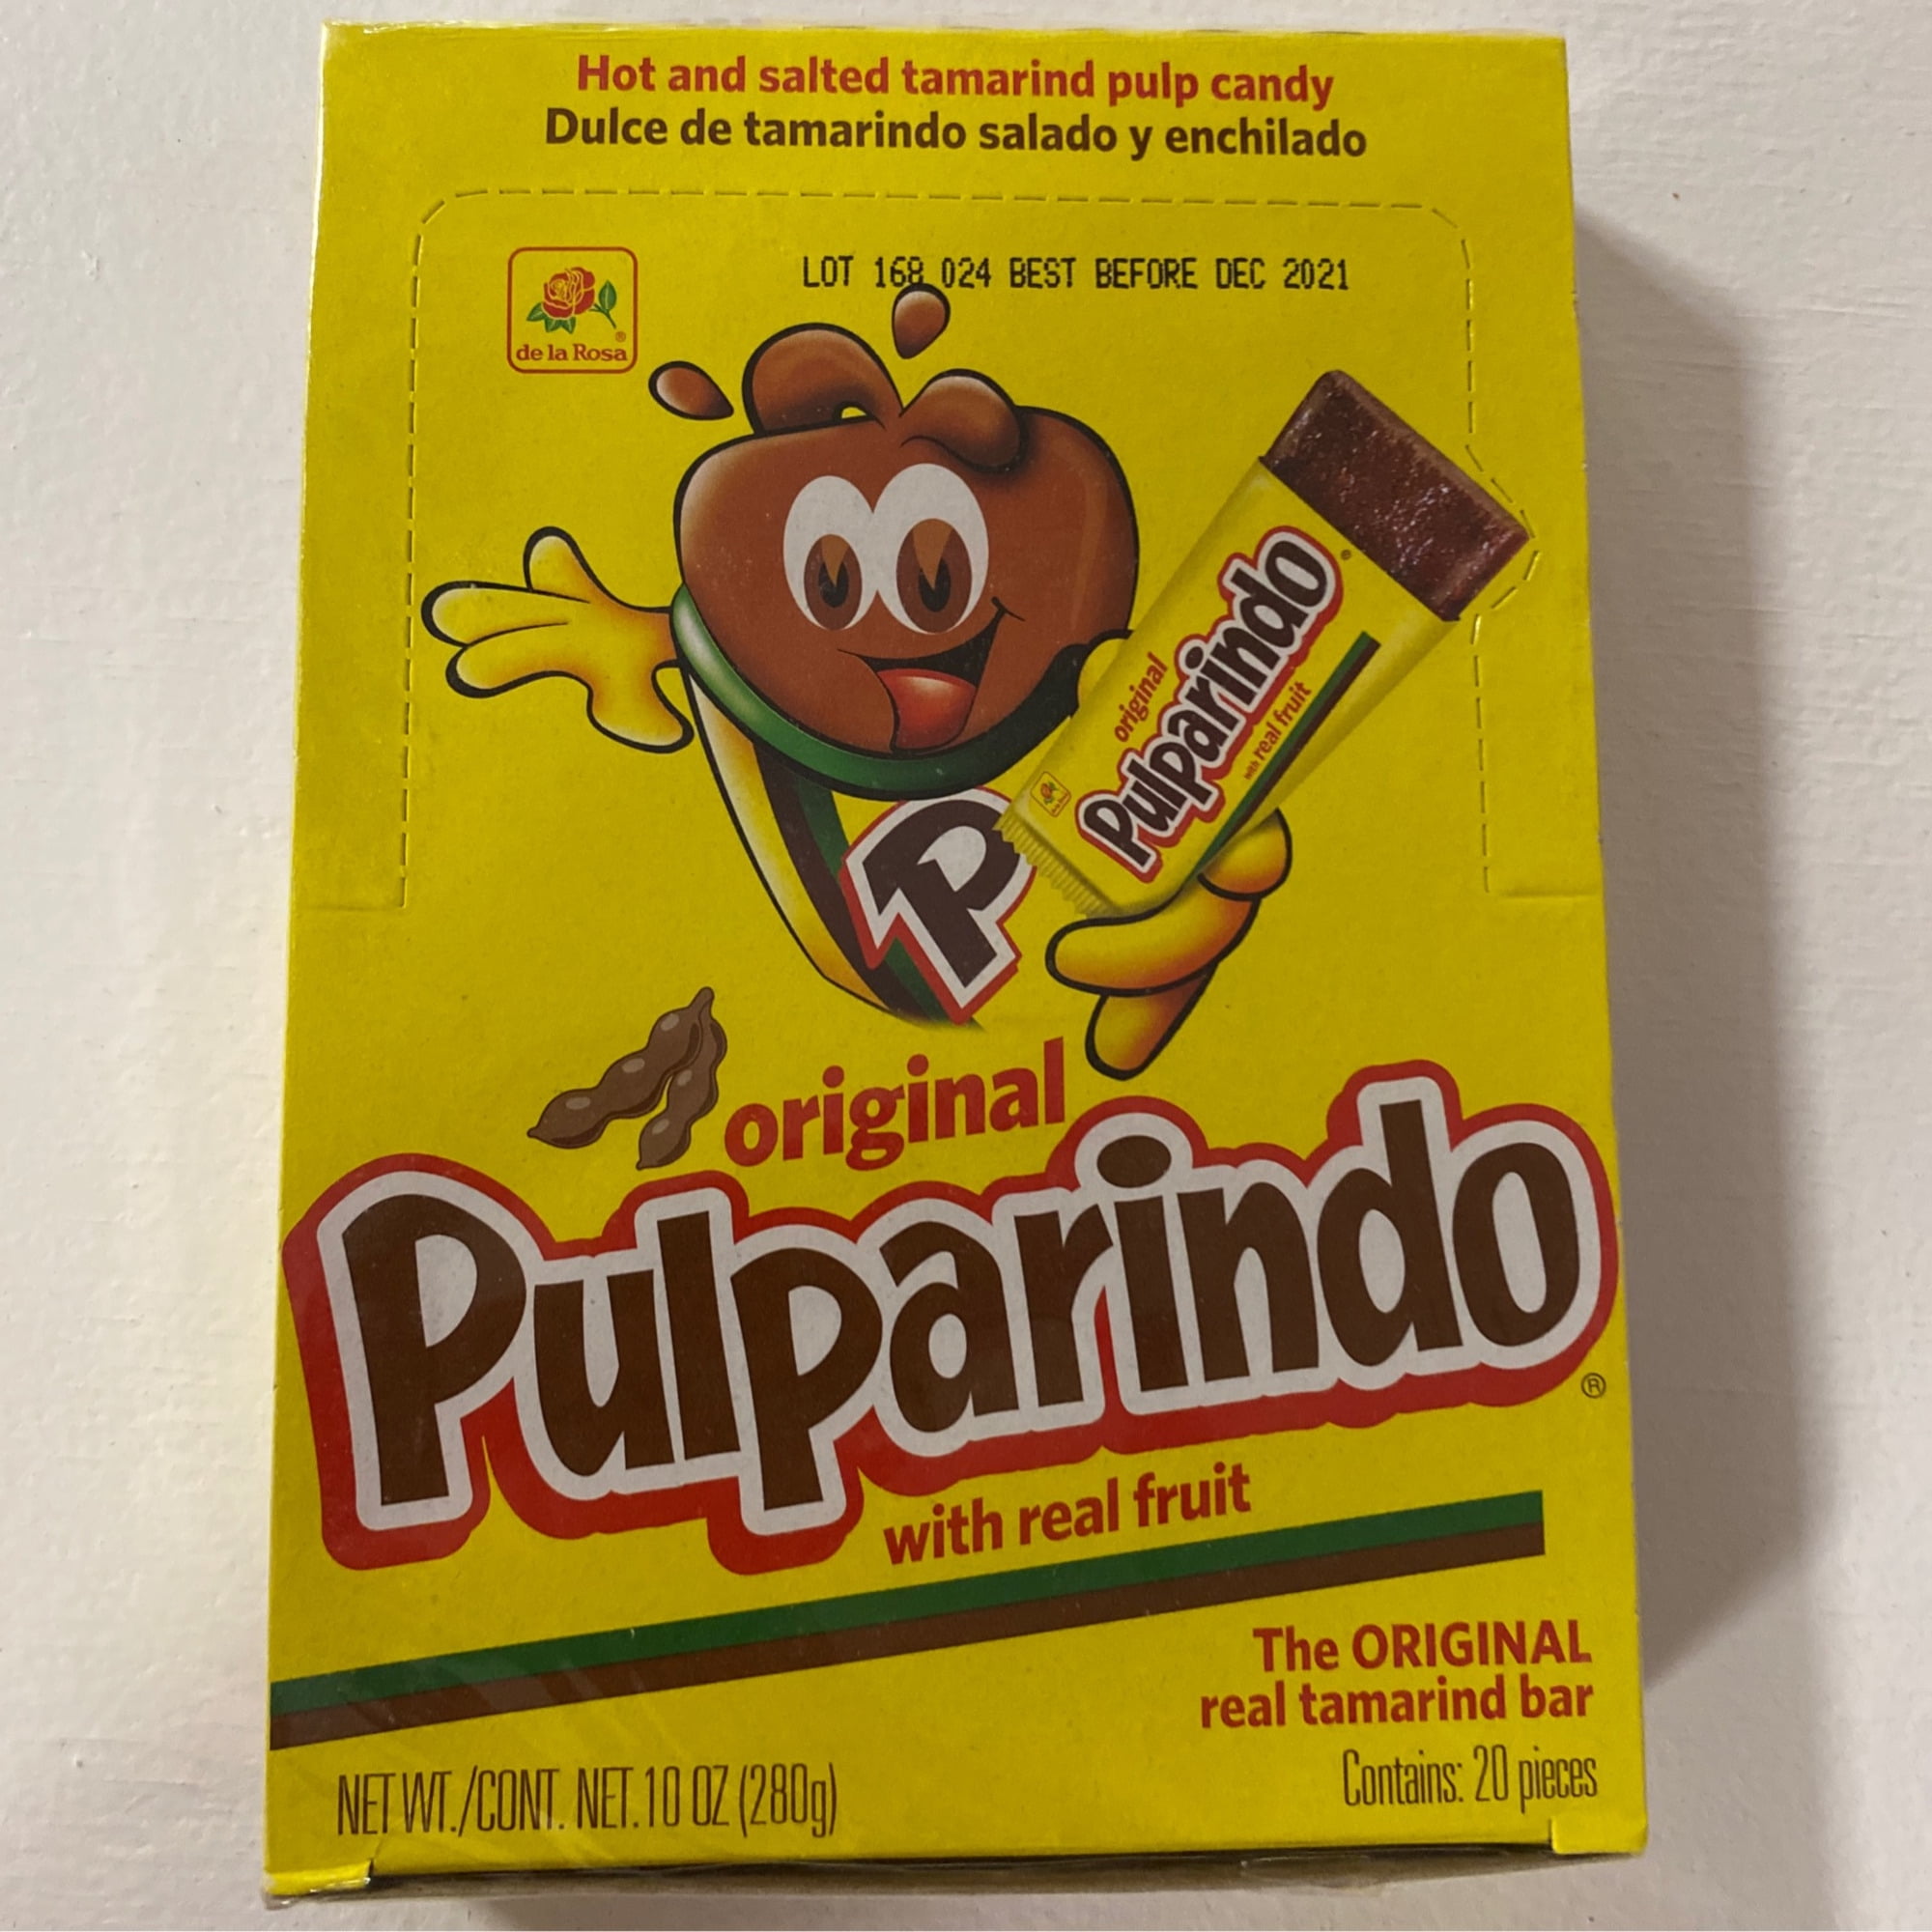 Hot and salted tamarind pulp candy
Dulce de tamarindo salado y enchilado
LOT 168 024 BEST BEFORE DEC 2021
de la Rosa®
original
Pulparindo®
with real fruit
P
original
Pulparindo®
with real fruit
The ORIGINAL
real tamarind bar
NET WT./CONT. NET. 10 OZ (280g)
Contains: 20 pieces